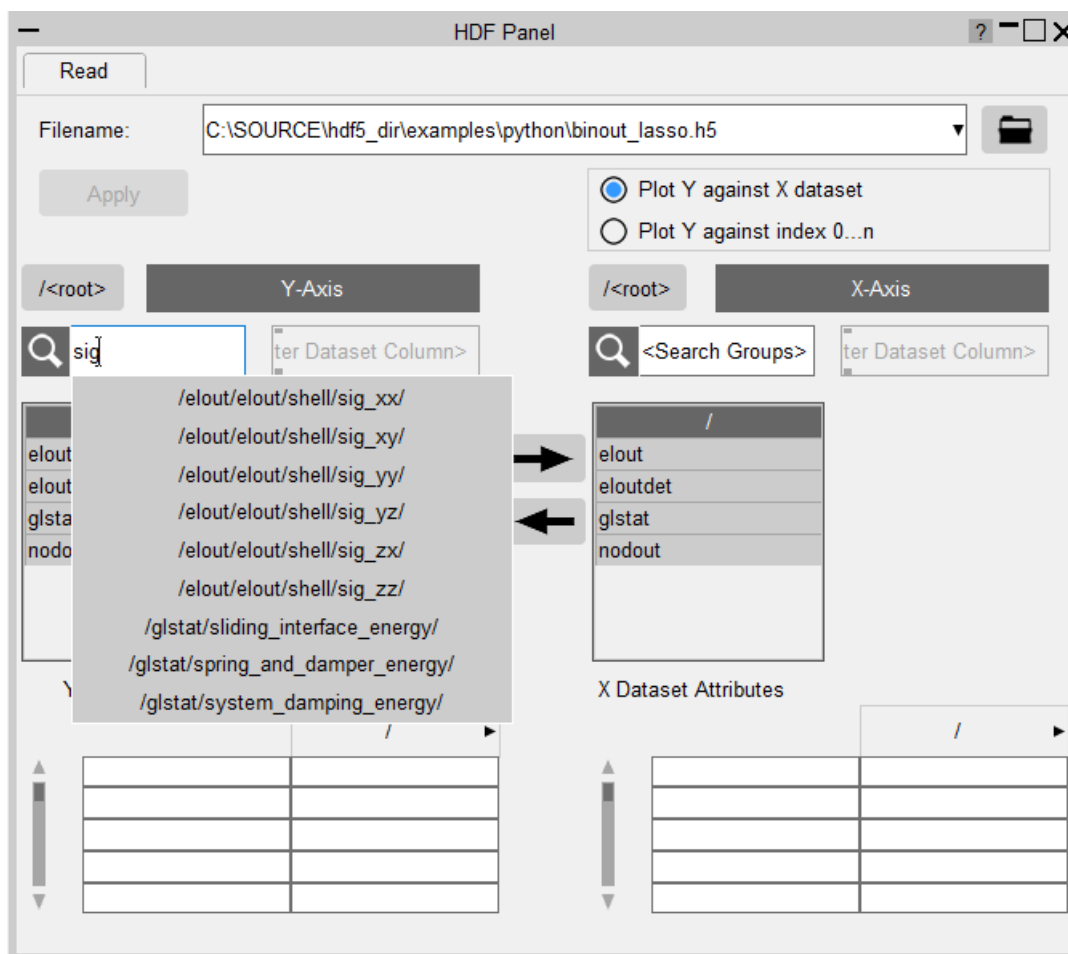 HDF Panel ?
Read
Filename: C:\SOURCE\hdf5_dir\examples\python\binout_lasso.h5
Apply
Plot Y against X dataset
Plot Y against index 0...n
/<root> Y-Axis /<root> X-Axis
sig ter Dataset Column> <Search Groups> ter Dataset Column>
/elout/elout/shell/sig_xx/
/elout/elout/shell/sig_xy/
/elout/elout/shell/sig_yy/
/elout/elout/shell/sig_yz/
/elout/elout/shell/sig_zx/
/elout/elout/shell/sig_zz/
/glstat/sliding_interface_energy/
/glstat/spring_and_damper_energy/
/glstat/system_damping_energy/
elout
elout
glsta
nodo
/
elout
eloutdet
glstat
nodout
Y
X Dataset Attributes
/ /